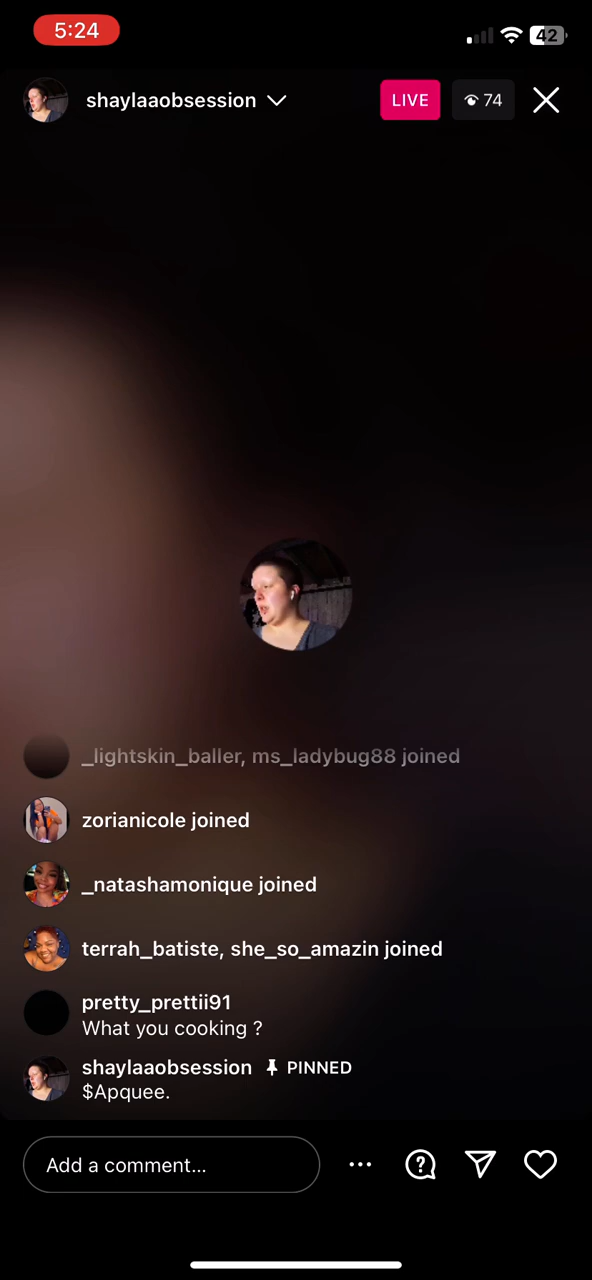 5:24
42
shaylaaobsession
LIVE
74
_lightskin_baller, ms_ladybug88 joined
zorianicole joined
_natashamonique joined
terrah_batiste, she_so_amazin joined
pretty_prettii91
What you cooking ?
shaylaaobsession PINNED
$Apquee.
Add a comment...